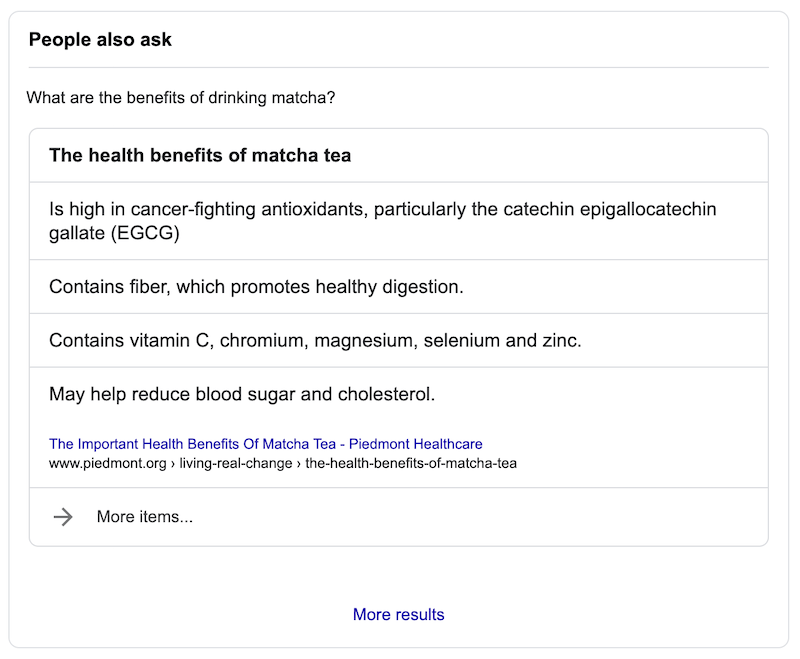 People also ask
What are the benefits of drinking matcha?
The health benefits of matcha tea
Is high in cancer-fighting antioxidants, particularly the catechin epigallocatechin
gallate (EGCG)
Contains fiber, which promotes healthy digestion.
Contains vitamin C, chromium, magnesium, selenium and zinc.
May help reduce blood sugar and cholesterol.
The Important Health Benefits Of Matcha Tea - Piedmont Healthcare
www.piedmont.org › living-real-change › the-health-benefits-of-matcha-tea
More items...
More results